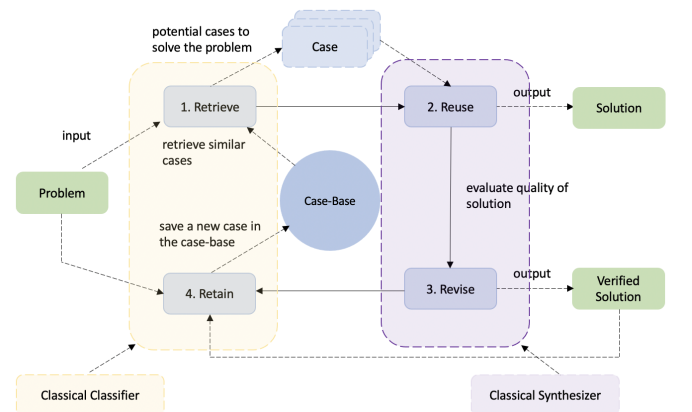 potential cases to
solve the problem
Case
1. Retrieve
2. Reuse
output
Solution
input
retrieve similar
cases
Problem
Case-Base
evaluate quality of
solution
save a new case in
the case-base
4. Retain
3. Revise
output
Verified
Solution
Classical Classifier
Classical Synthesizer